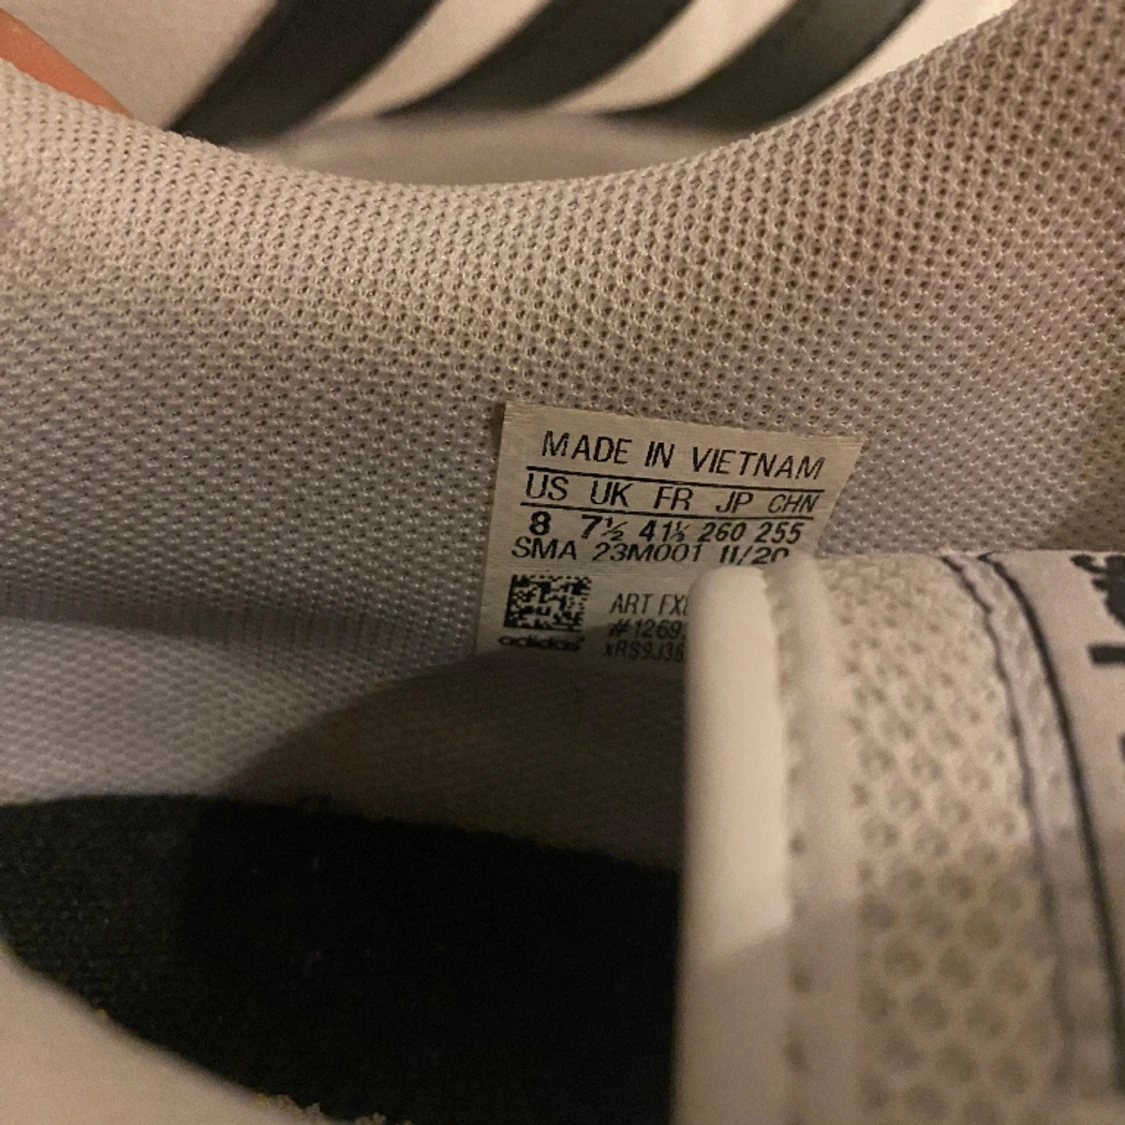 MADE IN VIETNAM
US UK FR JP CHN
8 7½ 41⅓ 260 255
SMA 23M001 11/20
ART
adidas